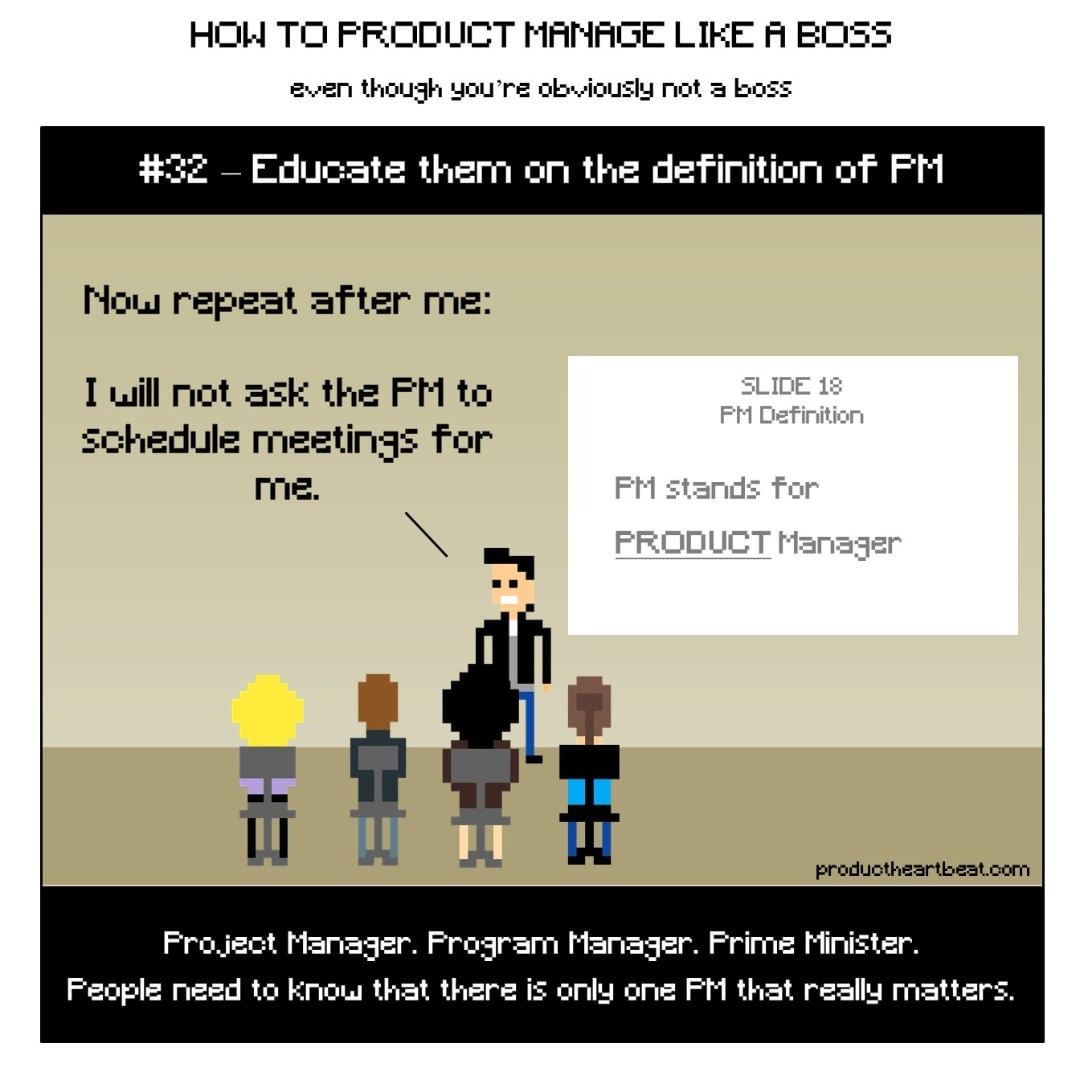 HOW TO PRODUCT MANAGE LIKE A BOSS
even though you're obviously not a boss
#32 – Educate them on the definition of PM
Now repeat after me:
I will not ask the PM to
schedule meetings for
me.
SLIDE 18
PM Definition
PM stands for
PRODUCT Manager
productheartbeat.com
Project Manager. Program Manager. Prime Minister.
People need to know that there is only one PM that really matters.